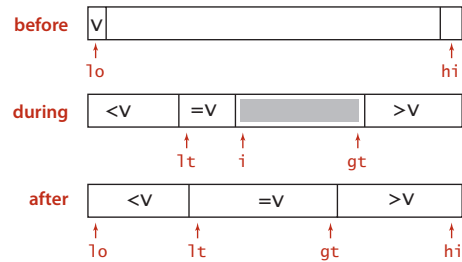 before V
lo hi
during <V =V >V
lt i gt
after <V =V >V
lo lt gt hi